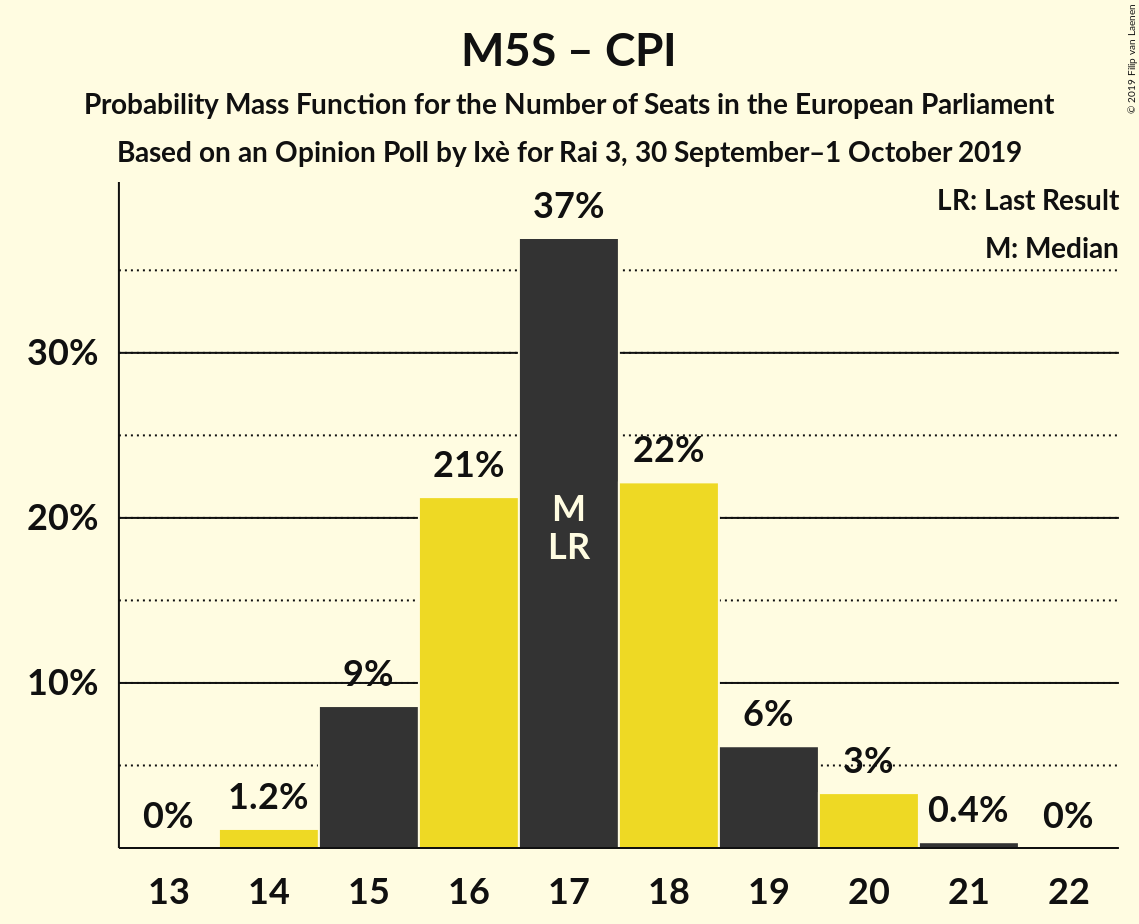 M5S – CPI
Probability Mass Function for the Number of Seats in the European Parliament
Based on an Opinion Poll by Ixè for Rai 3, 30 September–1 October 2019
© 2019 Filip van Laenen
LR: Last Result
M: Median
30%
20%
10%
0%
1.2%
9%
21%
37%
M
LR
22%
6%
3%
0.4%
0%
13 14 15 16 17 18 19 20 21 22